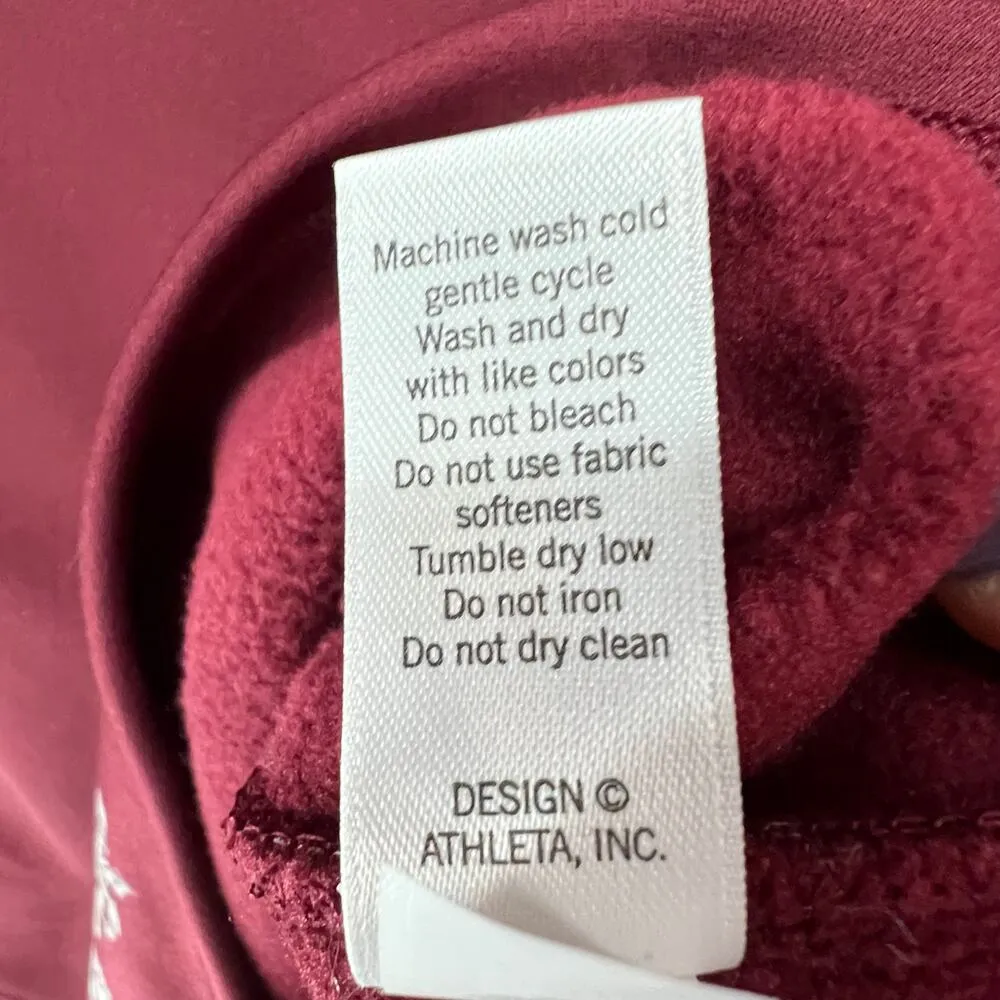 Machine wash cold
gentle cycle
Wash and dry
with like colors
Do not bleach
Do not use fabric
softeners
Tumble dry low
Do not iron
Do not dry clean
DESIGN ©
ATHLETA, INC.